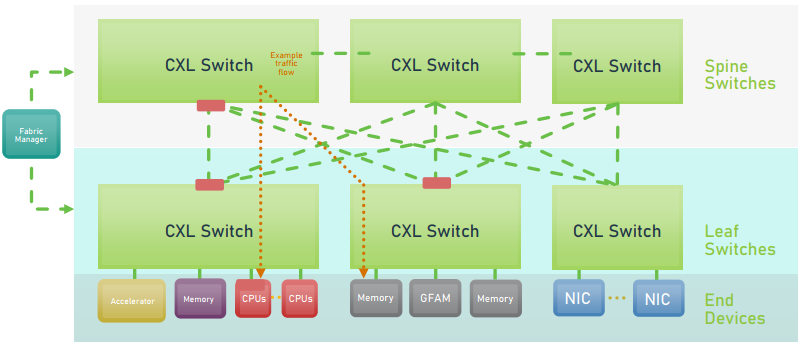 CXL Switch
Example
traffic
flow
CXL Switch
CXL Switch
Spine
Switches
Fabric
Manager
CXL Switch
CXL Switch
CXL Switch
Leaf
Switches
Accelerator
Memory
CPUs
CPUs
Memory
GFAM
Memory
NIC
NIC
End
Devices